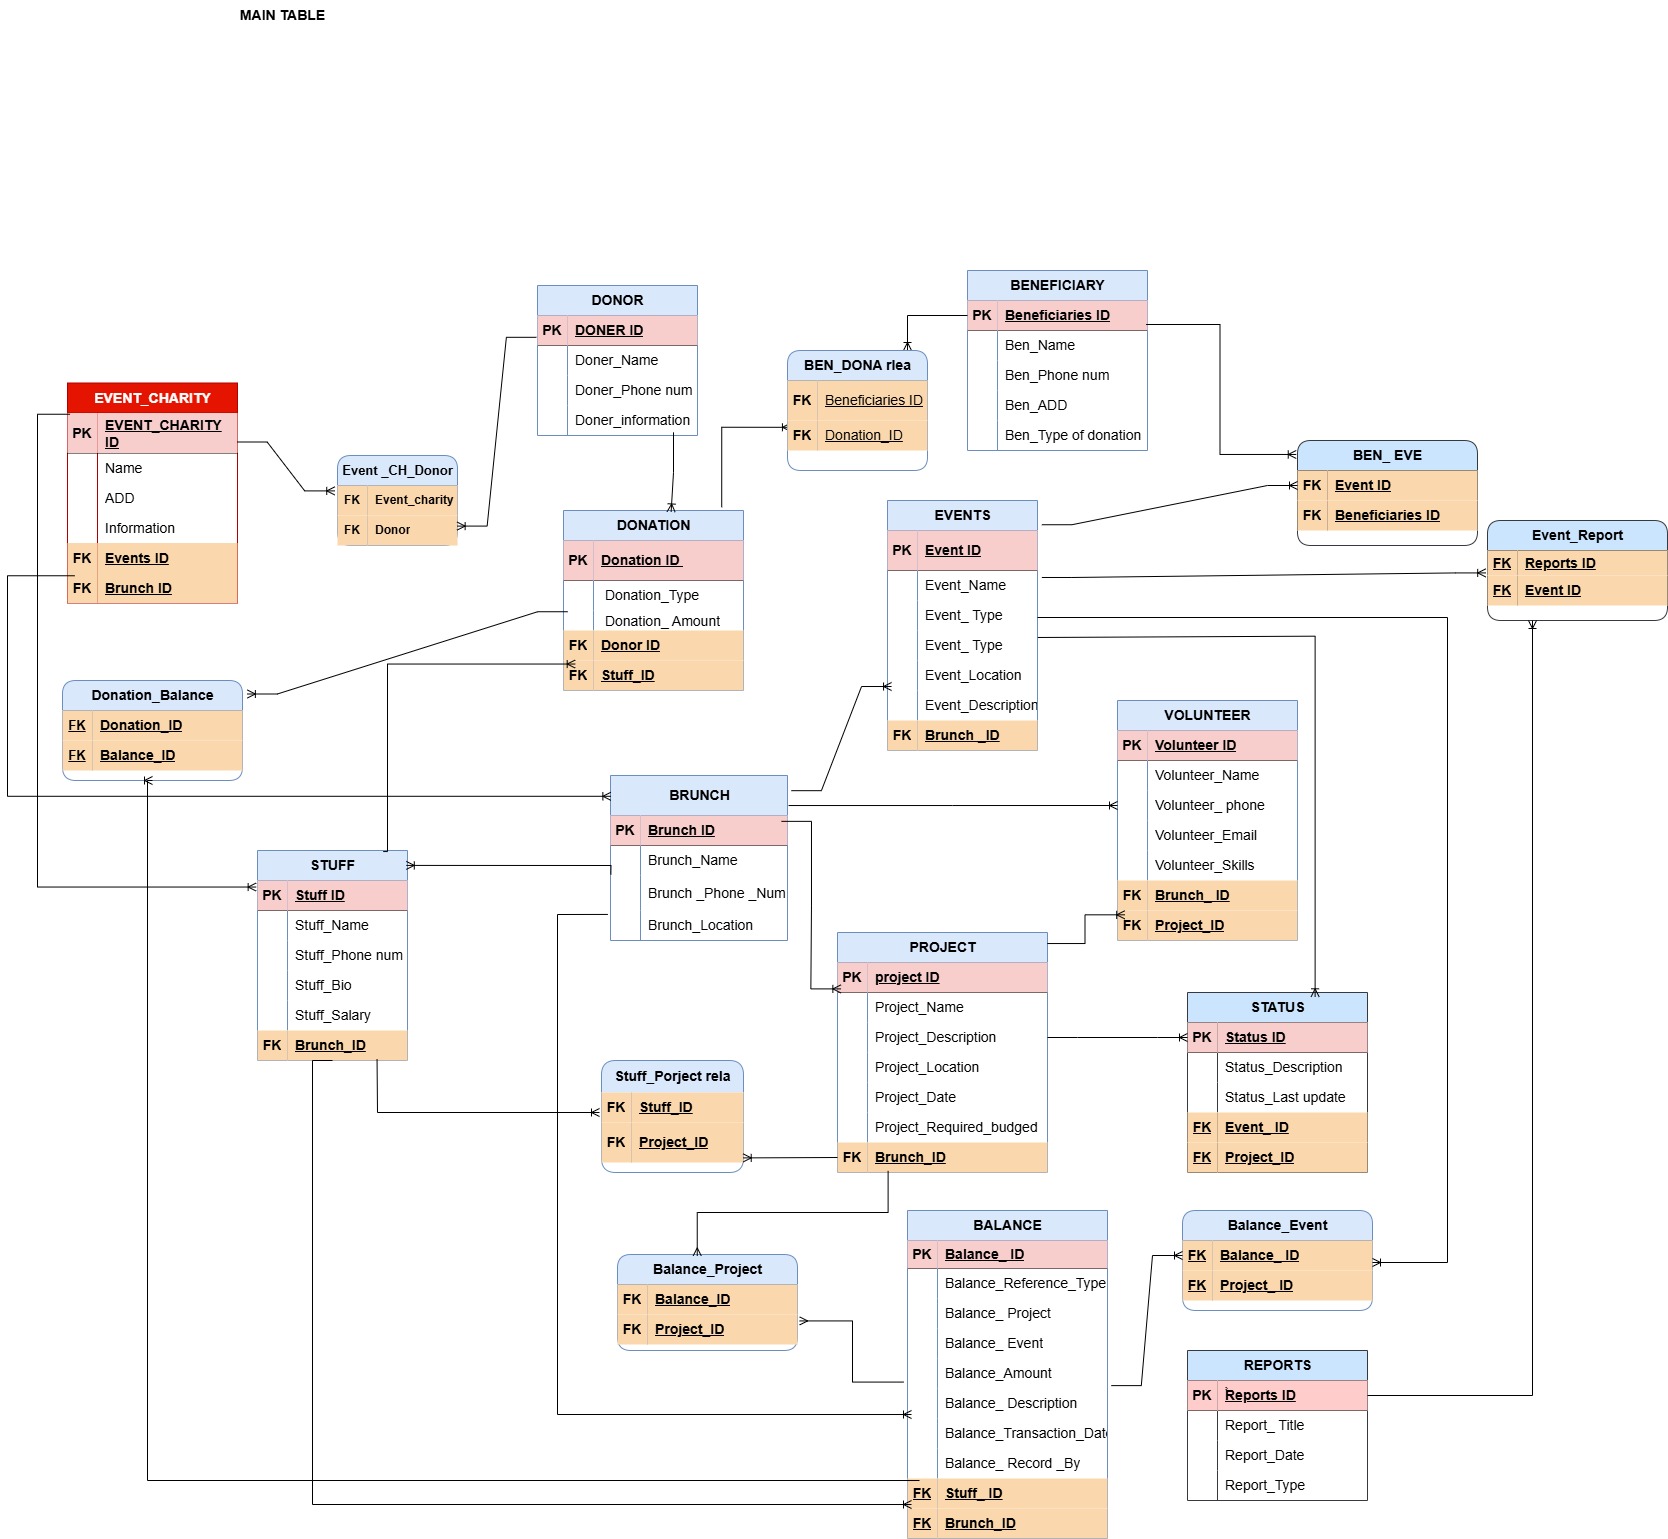 MAIN TABLE
DONOR
PK DONER ID
Doner_Name
Doner_Phone num
Doner_information
BENEFICIARY
PK Beneficiaries ID
Ben_Name
Ben_Phone num
Ben_ADD
Ben_Type of donation
BEN_DONA rlea
FK Beneficiaries ID
FK Donation_ID
EVENT_CHARITY
PK EVENT_CHARITY
ID
Name
ADD
Information
FK Events ID
FK Brunch ID
Event _CH_Donor
FK Event_charity
FK Donor
BEN_ EVE
FK Event ID
FK Beneficiaries ID
DONATION
PK Donation ID
Donation_Type
Donation_ Amount
FK Donor ID
FK Stuff_ID
EVENTS
PK Event ID
Event_Name
Event_ Type
Event_ Type
Event_Location
Event_Description
FK Brunch _ID
Event_Report
FK Reports ID
FK Event ID
Donation_Balance
FK Donation_ID
FK Balance_ID
VOLUNTEER
PK Volunteer ID
Volunteer_Name
Volunteer_ phone
Volunteer_Email
Volunteer_Skills
FK Brunch_ ID
FK Project_ID
BRUNCH
PK Brunch ID
Brunch_Name
Brunch _Phone _Num
Brunch_Location
STUFF
PK Stuff ID
Stuff_Name
Stuff_Phone num
Stuff_Bio
Stuff_Salary
FK Brunch_ID
PROJECT
PK project ID
Project_Name
Project_Description
Project_Location
Project_Date
Project_Required_budged
FK Brunch_ID
STATUS
PK Status ID
Status_Description
Status_Last update
FK Event_ ID
FK Project_ID
Stuff_Porject rela
FK Stuff_ID
FK Project_ID
Balance_Project
FK Balance_ID
FK Project_ID
BALANCE
PK Balance_ ID
Balance_Reference_Type
Balance_ Project
Balance_ Event
Balance_Amount
Balance_ Description
Balance_Transaction_Dat
Balance_ Record _By
FK Stuff_ ID
FK Brunch_ID
Balance_Event
FK Balance_ ID
FK Project_ ID
REPORTS
PK Reports ID
Report_ Title
Report_Date
Report_Type